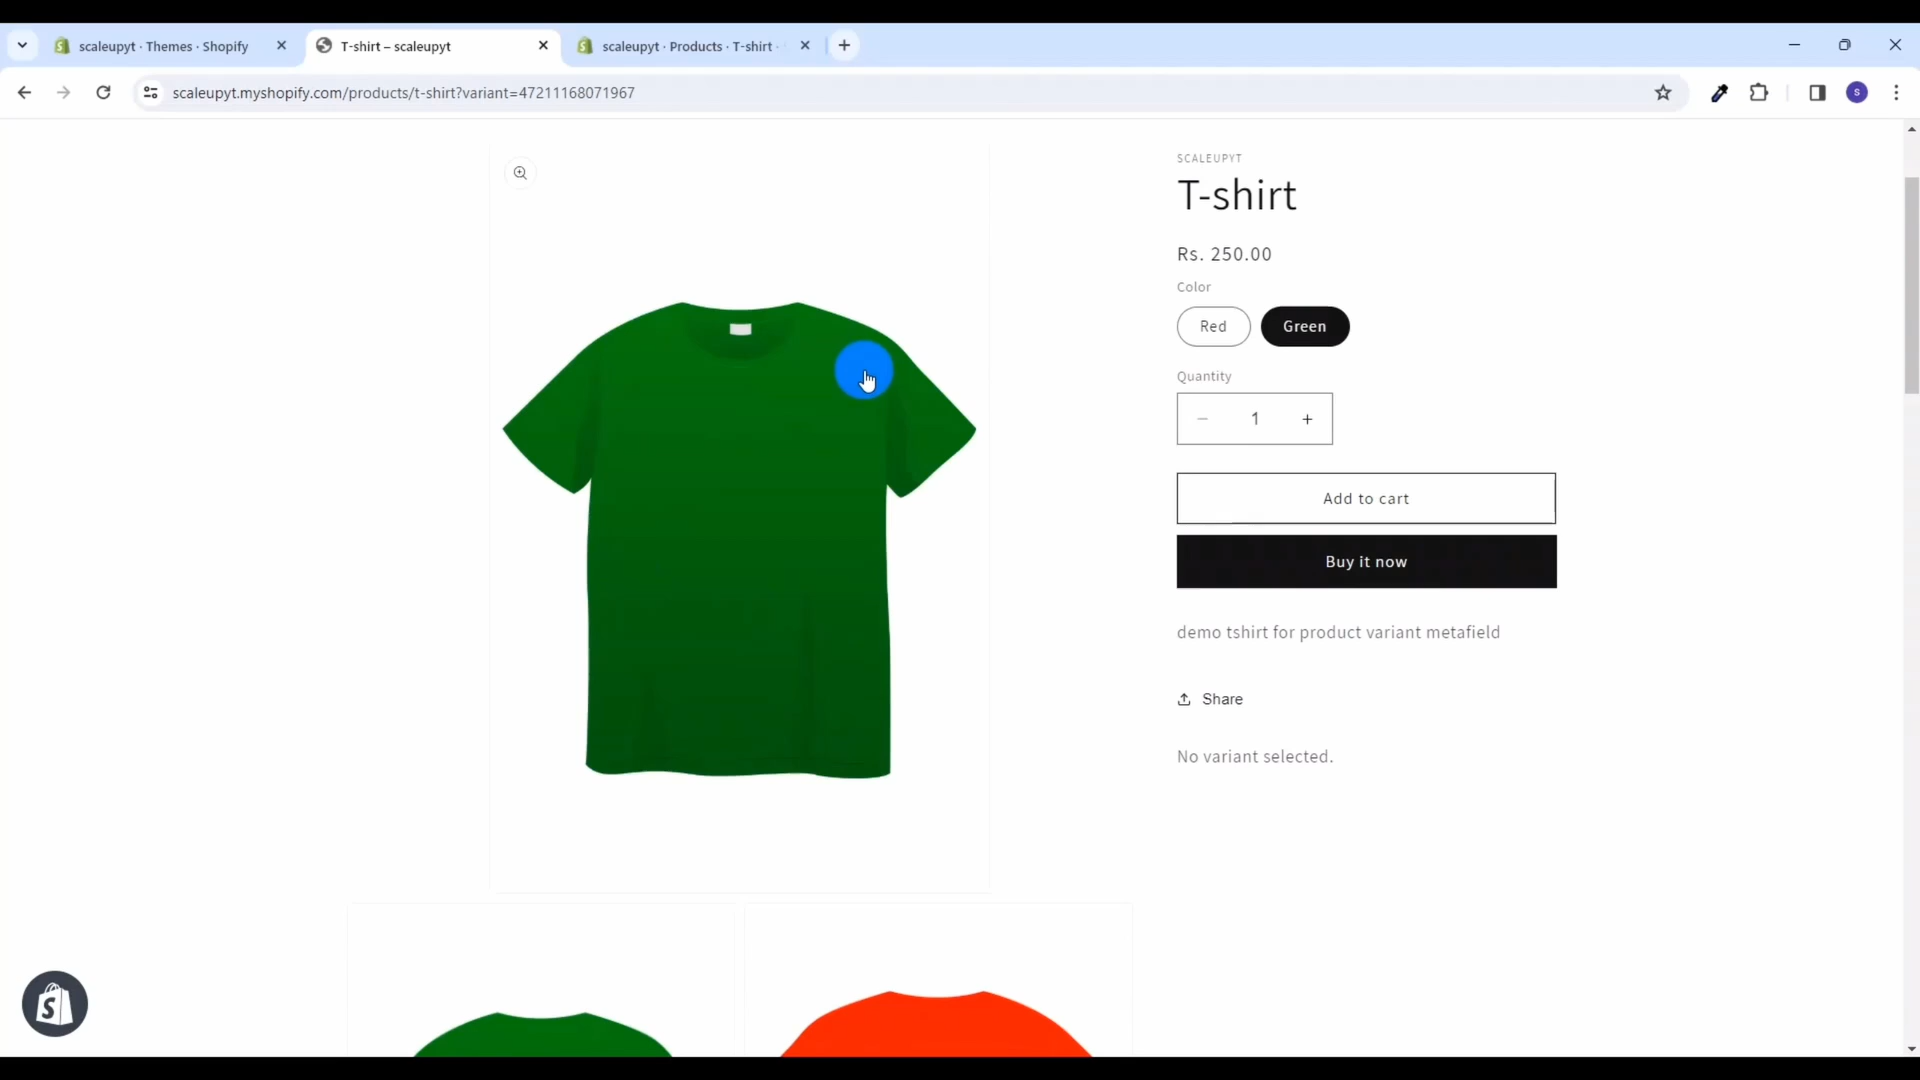 scaleupyt · Themes · Shopify
T-shirt – scaleupyt
scaleupyt · Products · T-shirt ·
scaleupyt.myshopify.com/products/t-shirt?variant=47211168071967
S
SCALEUPYT
T-shirt
Rs. 250.00
Color
Red
Green
Quantity
− 1 +
Add to cart
Buy it now
demo tshirt for product variant metafield
Share
No variant selected.